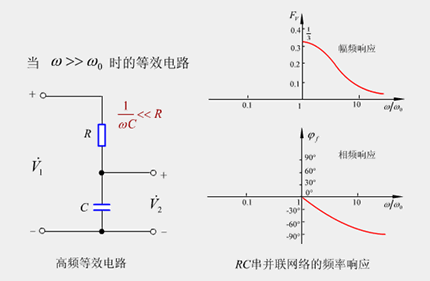 当 ω >> ω₀ 时的等效电路
1/ωC << R
+
R
+
V̇₁
C
V̇₂
−
−
高频等效电路
F_F
0.4
1/3
0.3
0.2
0.1
幅频响应
0.1
1
10
ω/ω₀
φ_f
90°
相频响应
60°
30°
0°
0.1
1
10
ω/ω₀
-30°
-60°
-90°
RC串并联网络的频率响应